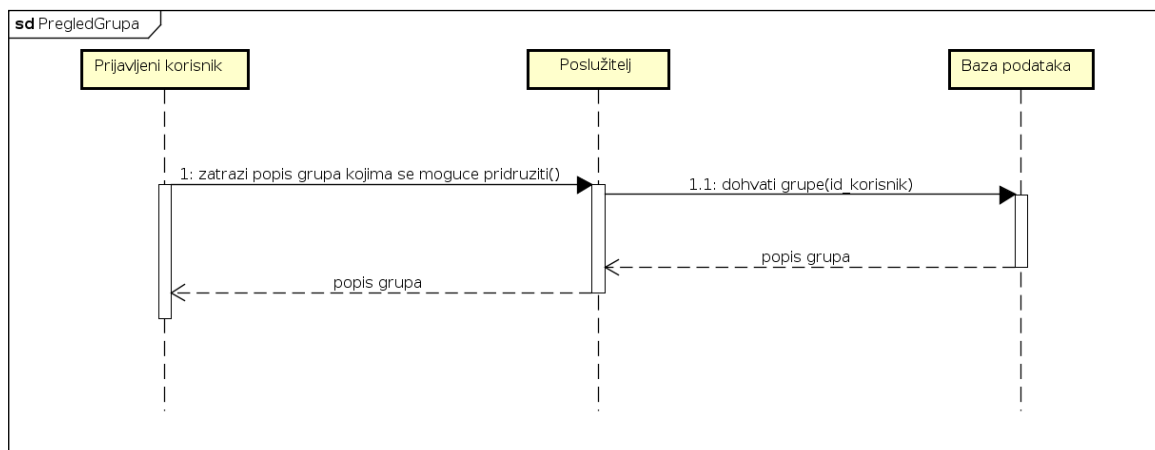 sd PregledGrupa
Prijavljeni korisnik
Poslužitelj
Baza podataka
1: zatrazi popis grupa kojima se moguce pridruziti()
1.1: dohvati grupe(id_korisnik)
popis grupa
popis grupa